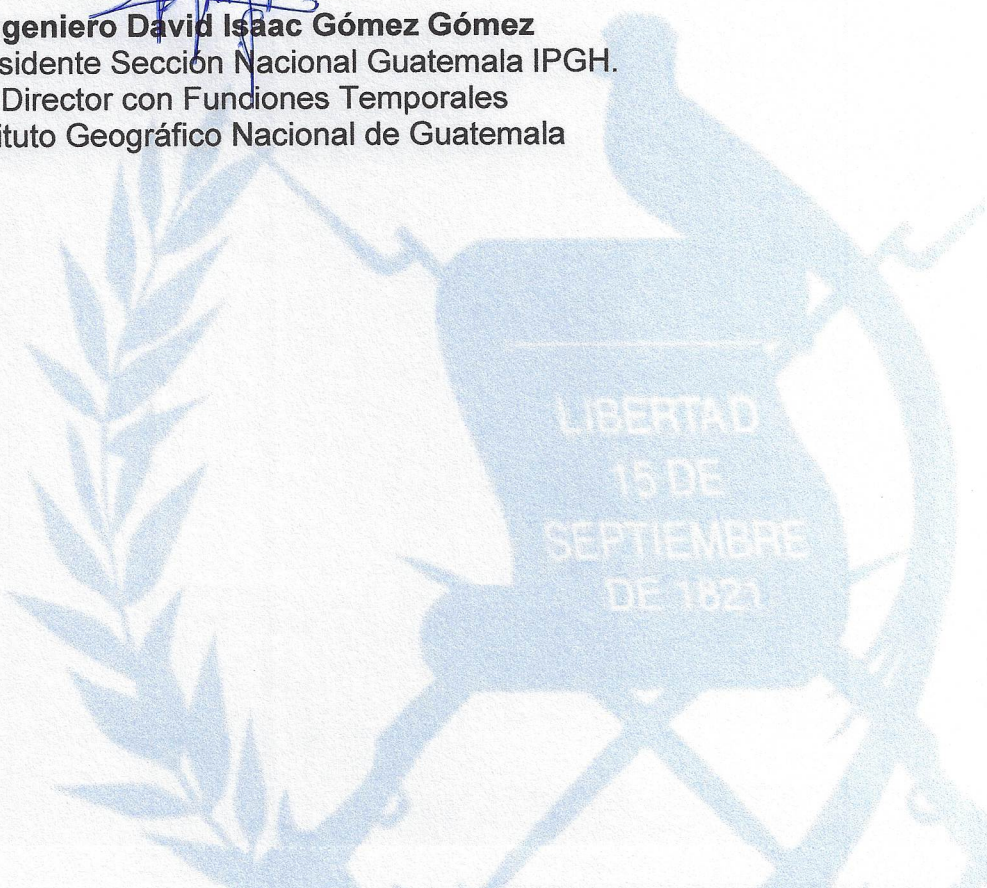 geniero David Isaac Gómez Gómez
sidente Sección Nacional Guatemala IPGH.
Director con Funciones Temporales
ituto Geográfico Nacional de Guatemala
LIBERTAD
15 DE
SEPTIEMBRE
DE 1821